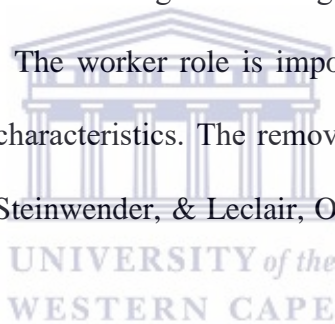 The worker role is impo
characteristics. The remov
Steinwender, & Leclair, O
UNIVERSITY of the
WESTERN CAPE